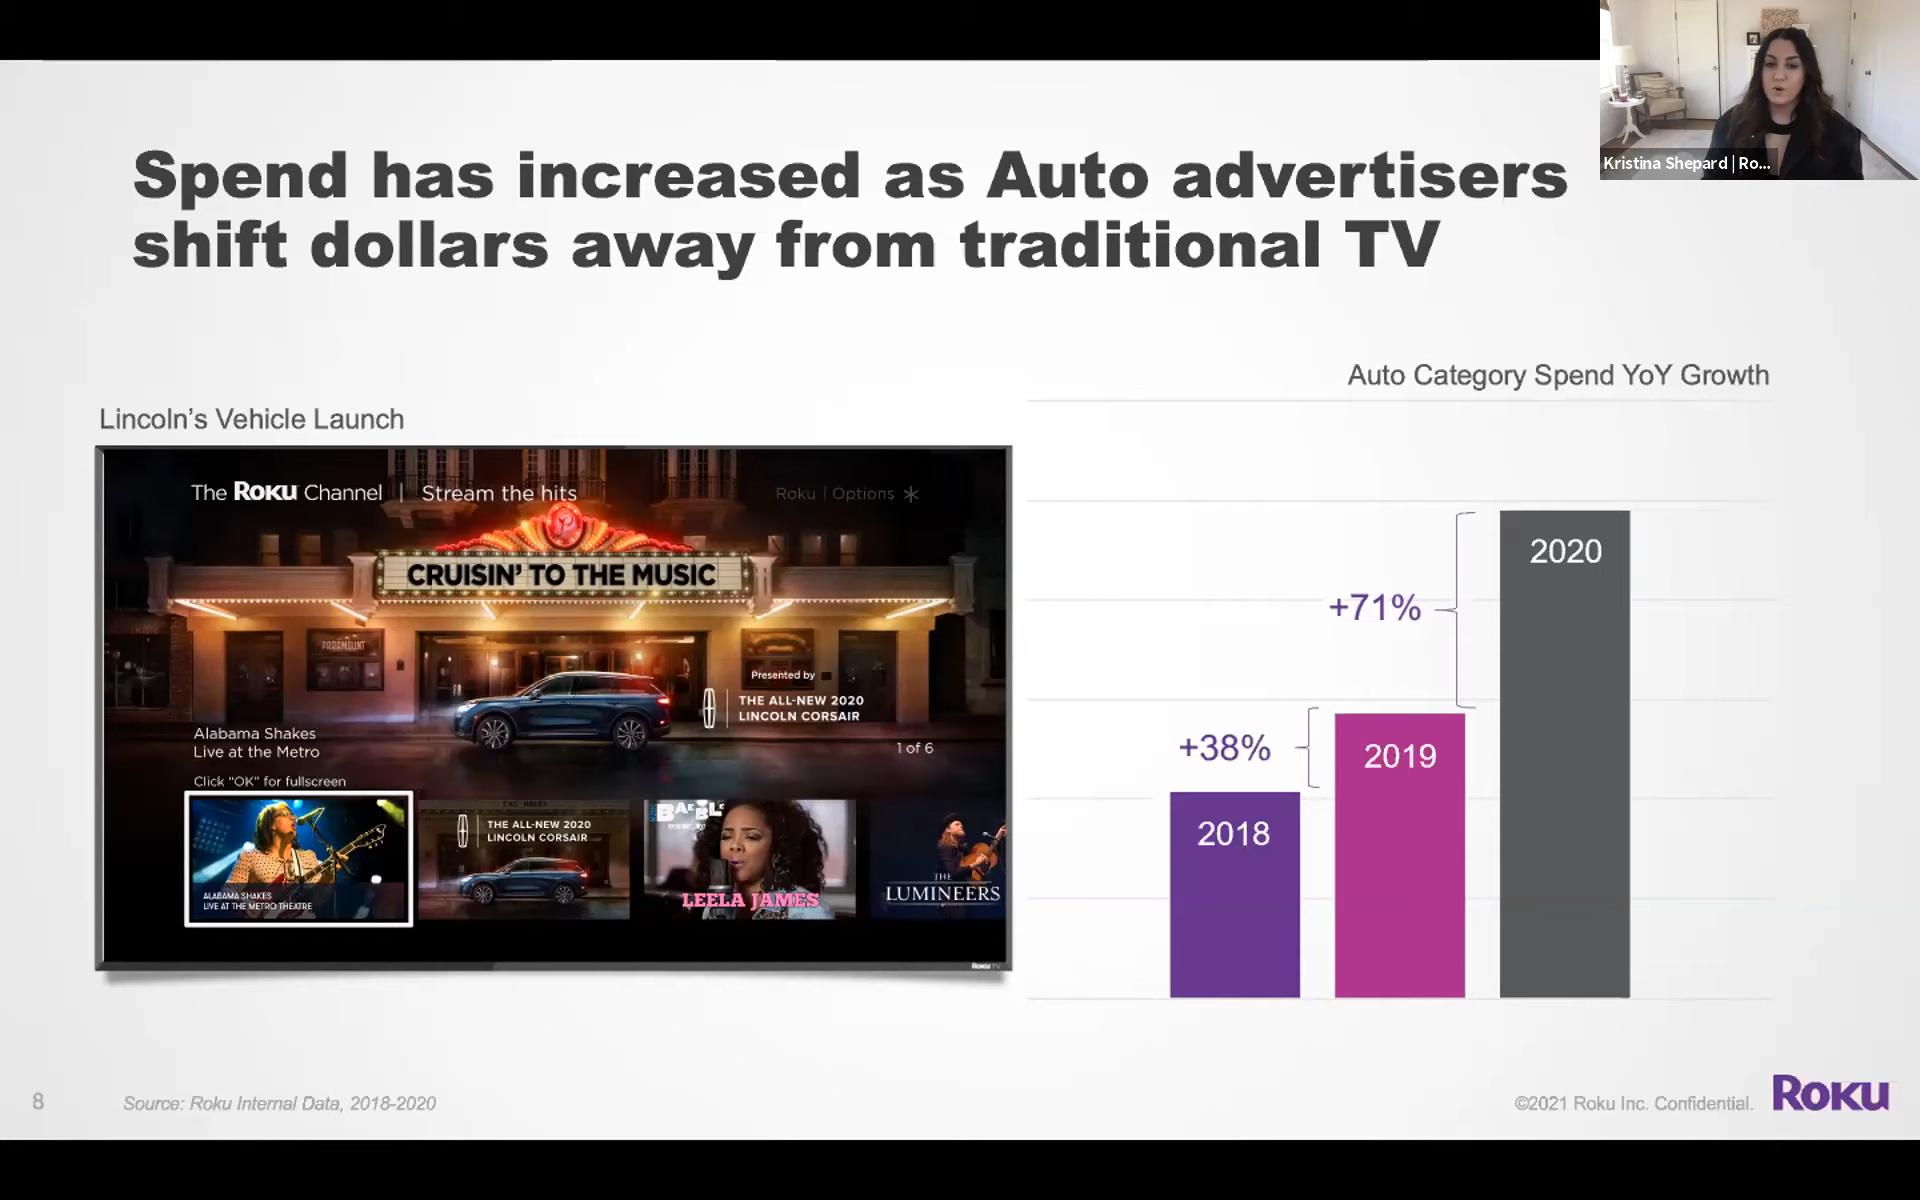 Kristina Shepard | Ro...
Spend has increased as Auto advertisers
shift dollars away from traditional TV
Lincoln's Vehicle Launch
The Roku Channel | Stream the hits
Roku | Options
CRUISIN' TO THE MUSIC
PARAMOUNT
Presented by
THE ALL-NEW 2020
LINCOLN CORSAIR
Alabama Shakes
Live at the Metro
1 of 6
Click "OK" for fullscreen
ALABAMA SHAKES
LIVE AT THE METRO THEATRE
THE ALL-NEW 2020
LINCOLN CORSAIR
LEELA JAMES
THE
LUMINEERS
Roku TV
Auto Category Spend YoY Growth
+71%
2020
+38%
2019
2018
8
Source: Roku Internal Data, 2018-2020
©2021 Roku Inc. Confidential.
Roku